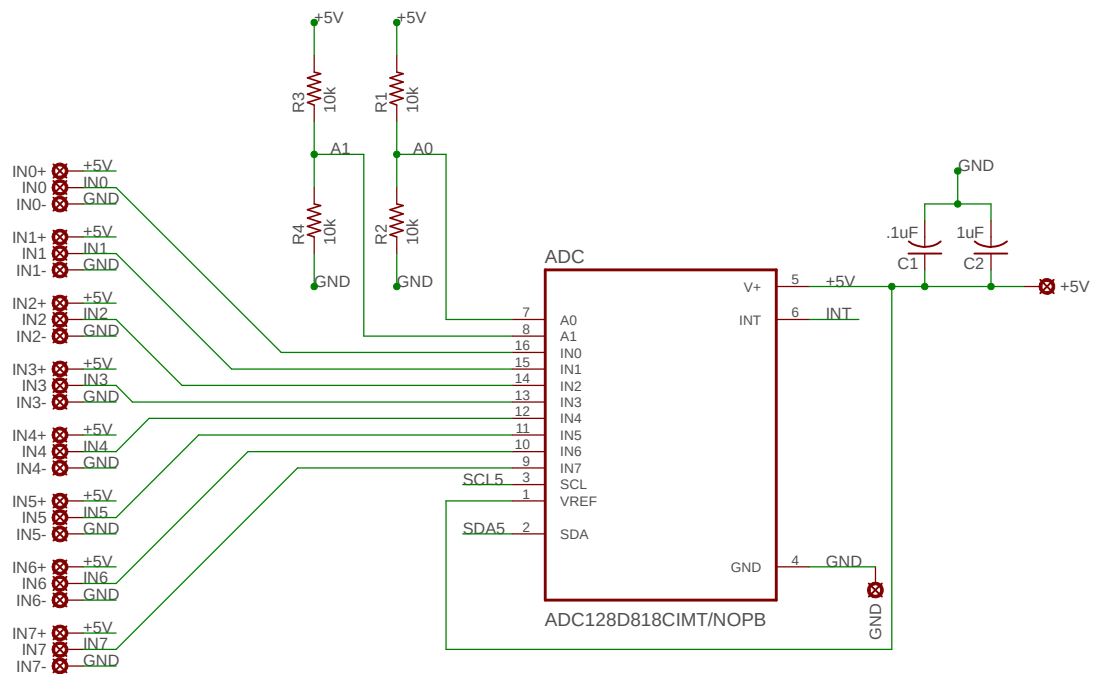 +5V +5V
R3 10k R1 10k
A1 A0
R4 10k R2 10k
GND GND
IN0+ +5V
IN0 IN0
IN0- GND
IN1+ +5V
IN1 IN1
IN1- GND
IN2+ +5V
IN2 IN2
IN2- GND
IN3+ +5V
IN3 IN3
IN3- GND
IN4+ +5V
IN4 IN4
IN4- GND
IN5+ +5V
IN5 IN5
IN5- GND
IN6+ +5V
IN6 IN6
IN6- GND
IN7+ +5V
IN7 IN7
IN7- GND
ADC
7 A0
8 A1
16 IN0
15 IN1
14 IN2
13 IN3
12 IN4
11 IN5
10 IN6
9 IN7
SCL5 3 SCL
1 VREF
SDA5 2 SDA
V+ 5 +5V
INT 6 INT
GND 4 GND
ADC128D818CIMT/NOPB
GND
.1uF 1uF
C1 C2
+5V
GND